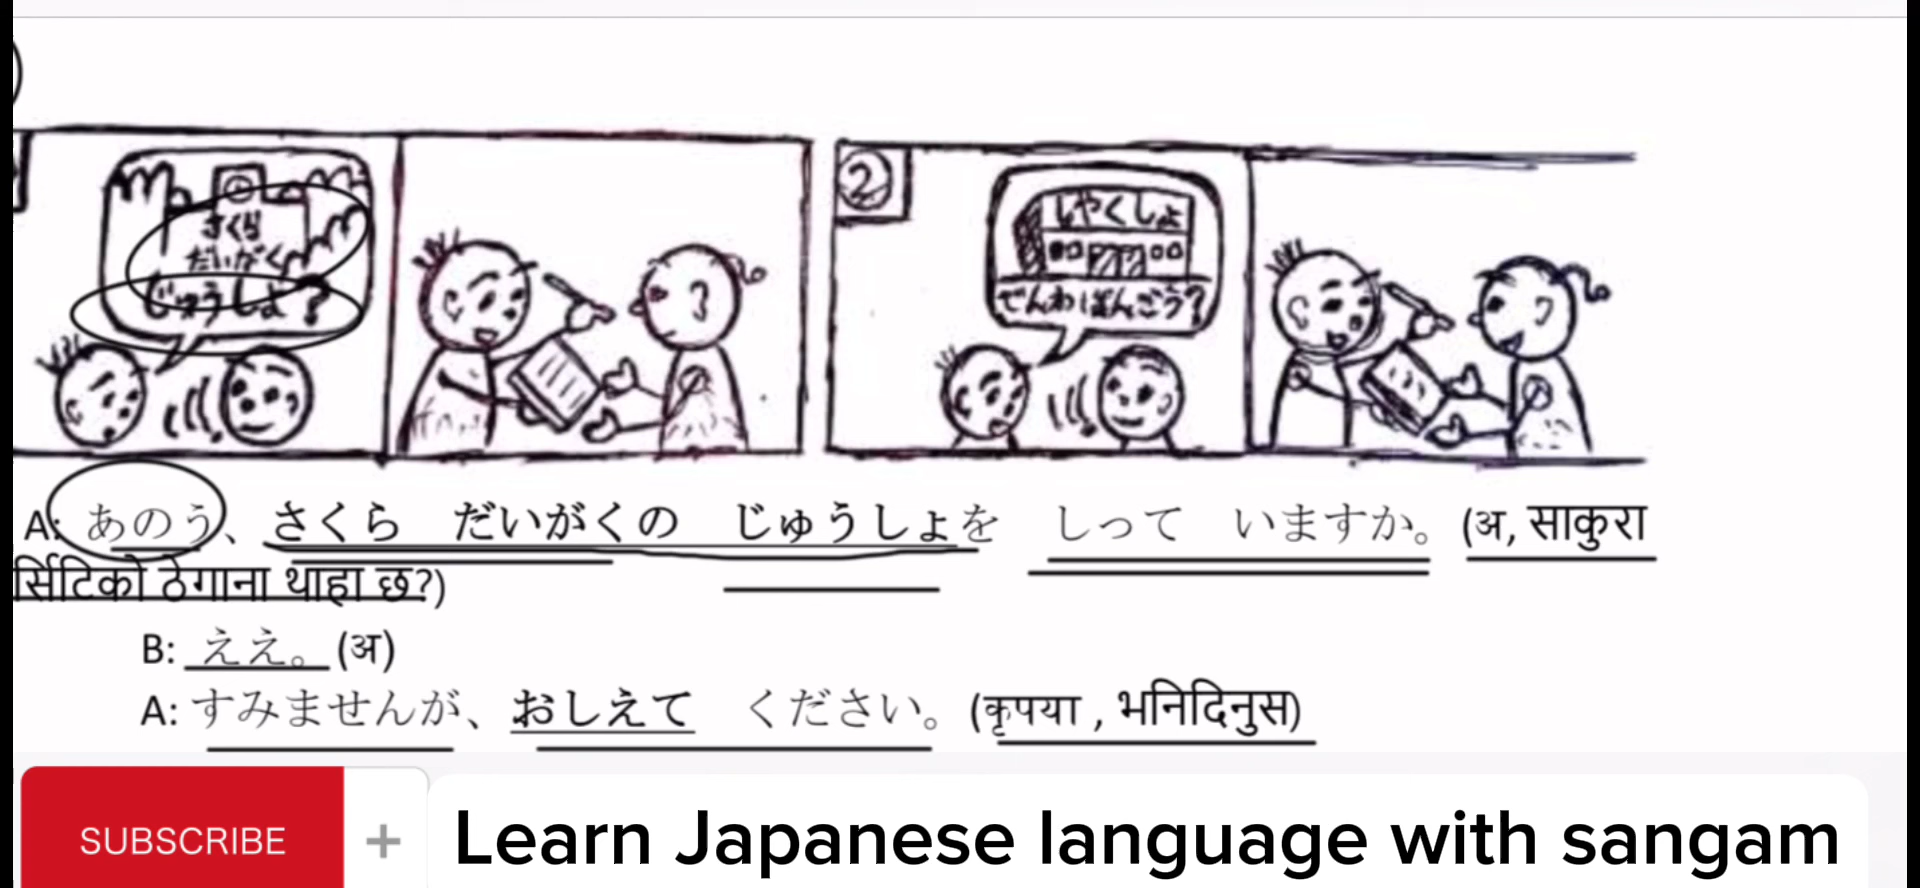 さくら
だいがく
じゅうしょ?
②
しやくしょ
でんわばんごう?
A: あのう、さくら だいがくの じゅうしょを しって いますか。(अ, साकुरा
र्सिटिको ठेगाना थाहा छ?)
B: ええ。(अ)
A: すみませんが、おしえて ください。(कृपया , भनिदिनुस)
SUBSCRIBE +
Learn Japanese language with sangam